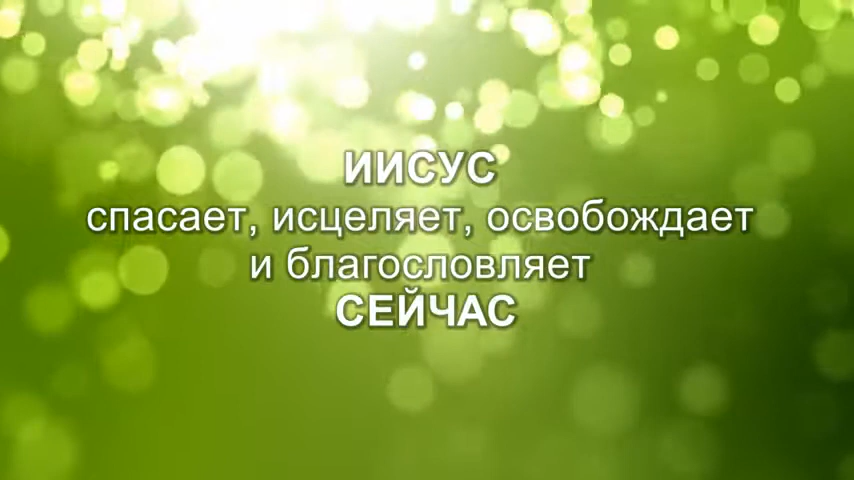 ИИСУС
спасает, исцеляет, освобождает
и благословляет
СЕЙЧАС